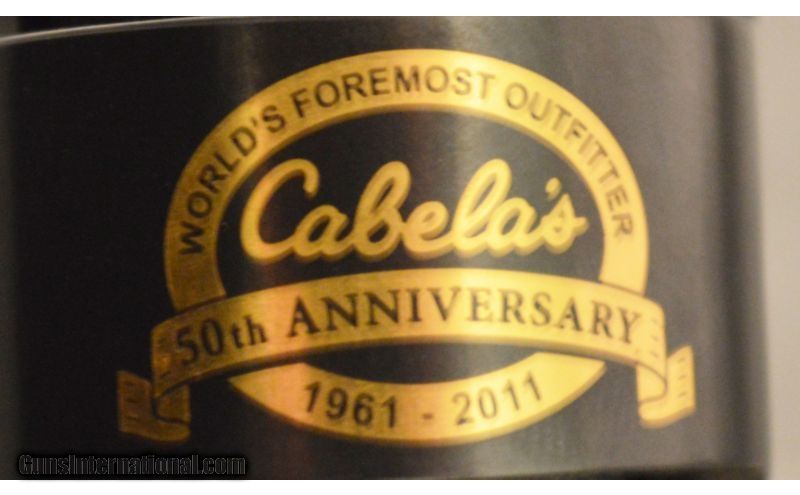 WORLD'S FOREMOST OUTFITTER
Cabela's
50th ANNIVERSARY
1961 - 2011
GunsInternational.com